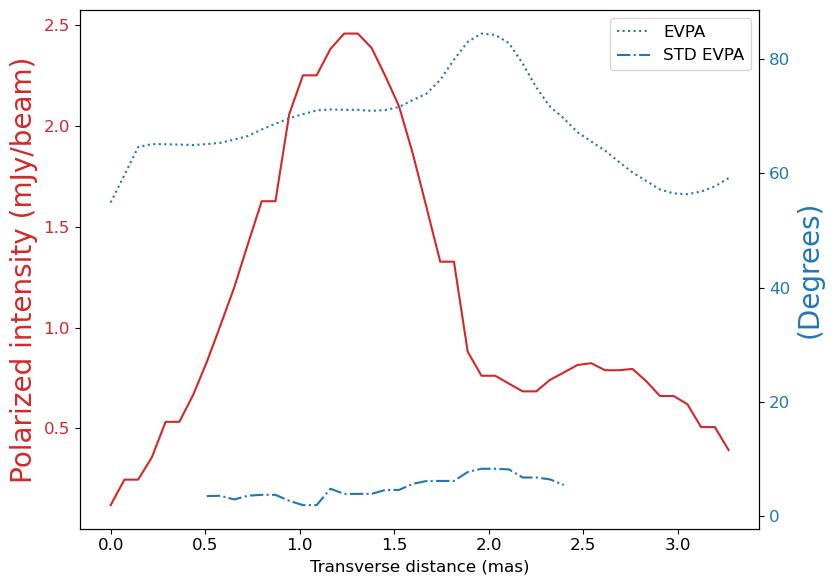 EVPA
STD EVPA
Polarized intensity (mJy/beam)
2.5
2.0
1.5
1.0
0.5
(Degrees)
80
60
40
20
0
0.0 0.5 1.0 1.5 2.0 2.5 3.0
Transverse distance (mas)